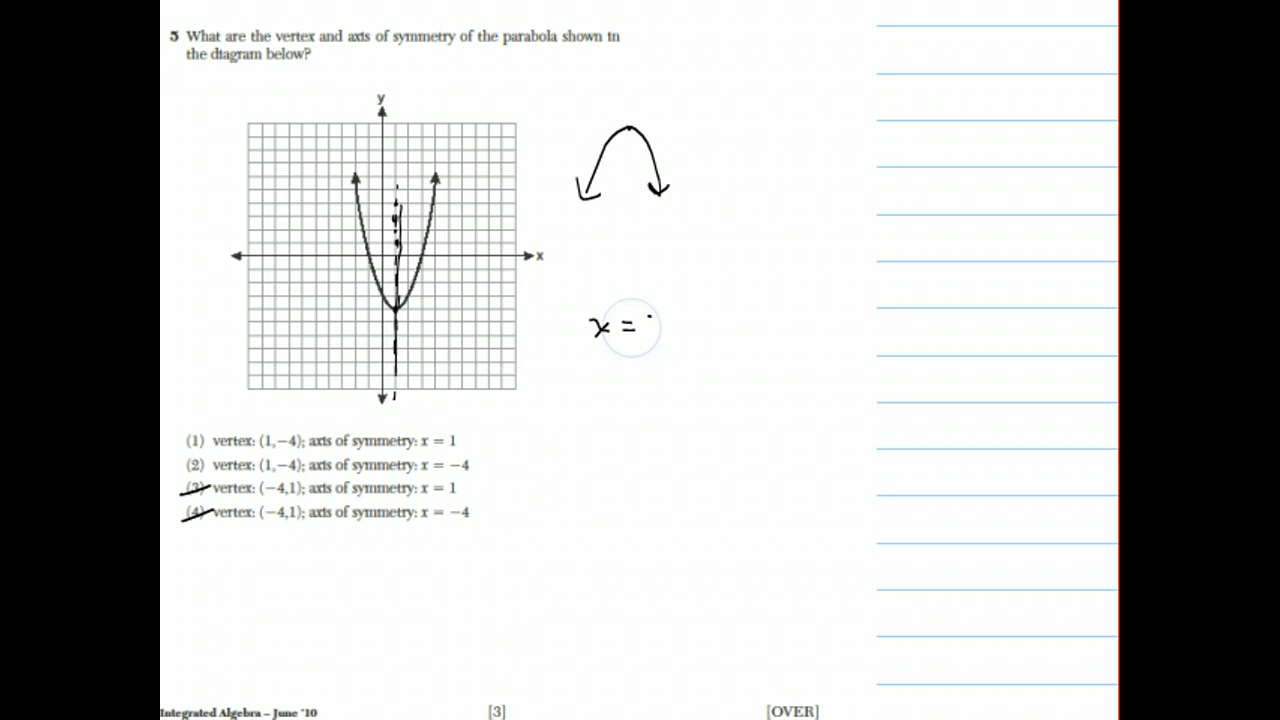 5 What are the vertex and axis of symmetry of the parabola shown in
the diagram below?
y
x
x =
1
(1) vertex: (1,−4); axis of symmetry: x = 1
(2) vertex: (1,−4); axis of symmetry: x = −4
(3) vertex: (−4,1); axis of symmetry: x = 1
(4) vertex: (−4,1); axis of symmetry: x = −4
Integrated Algebra – June '10 [3] [OVER]